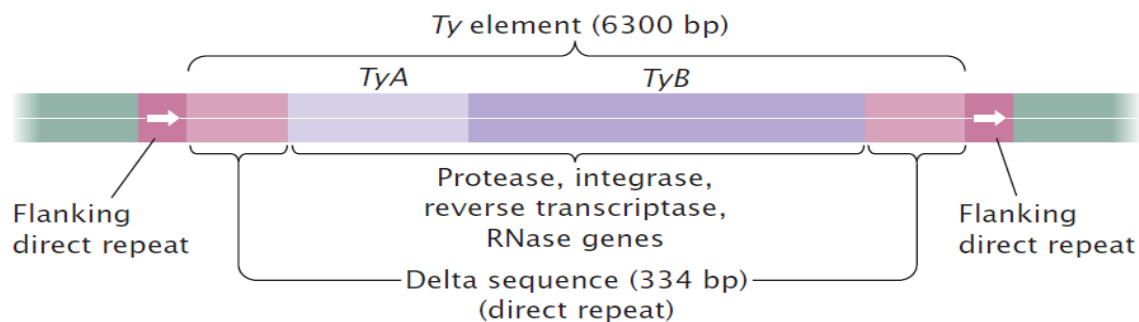 Ty element (6300 bp)
TyA
TyB
Protease, integrase,
reverse transcriptase,
RNase genes
Flanking
direct repeat
Flanking
direct repeat
Delta sequence (334 bp)
(direct repeat)